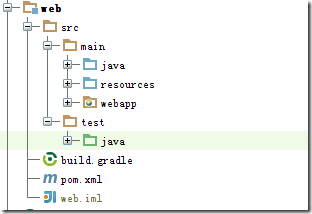 web
src
main
java
resources
webapp
test
java
build.gradle
pom.xml
web.iml